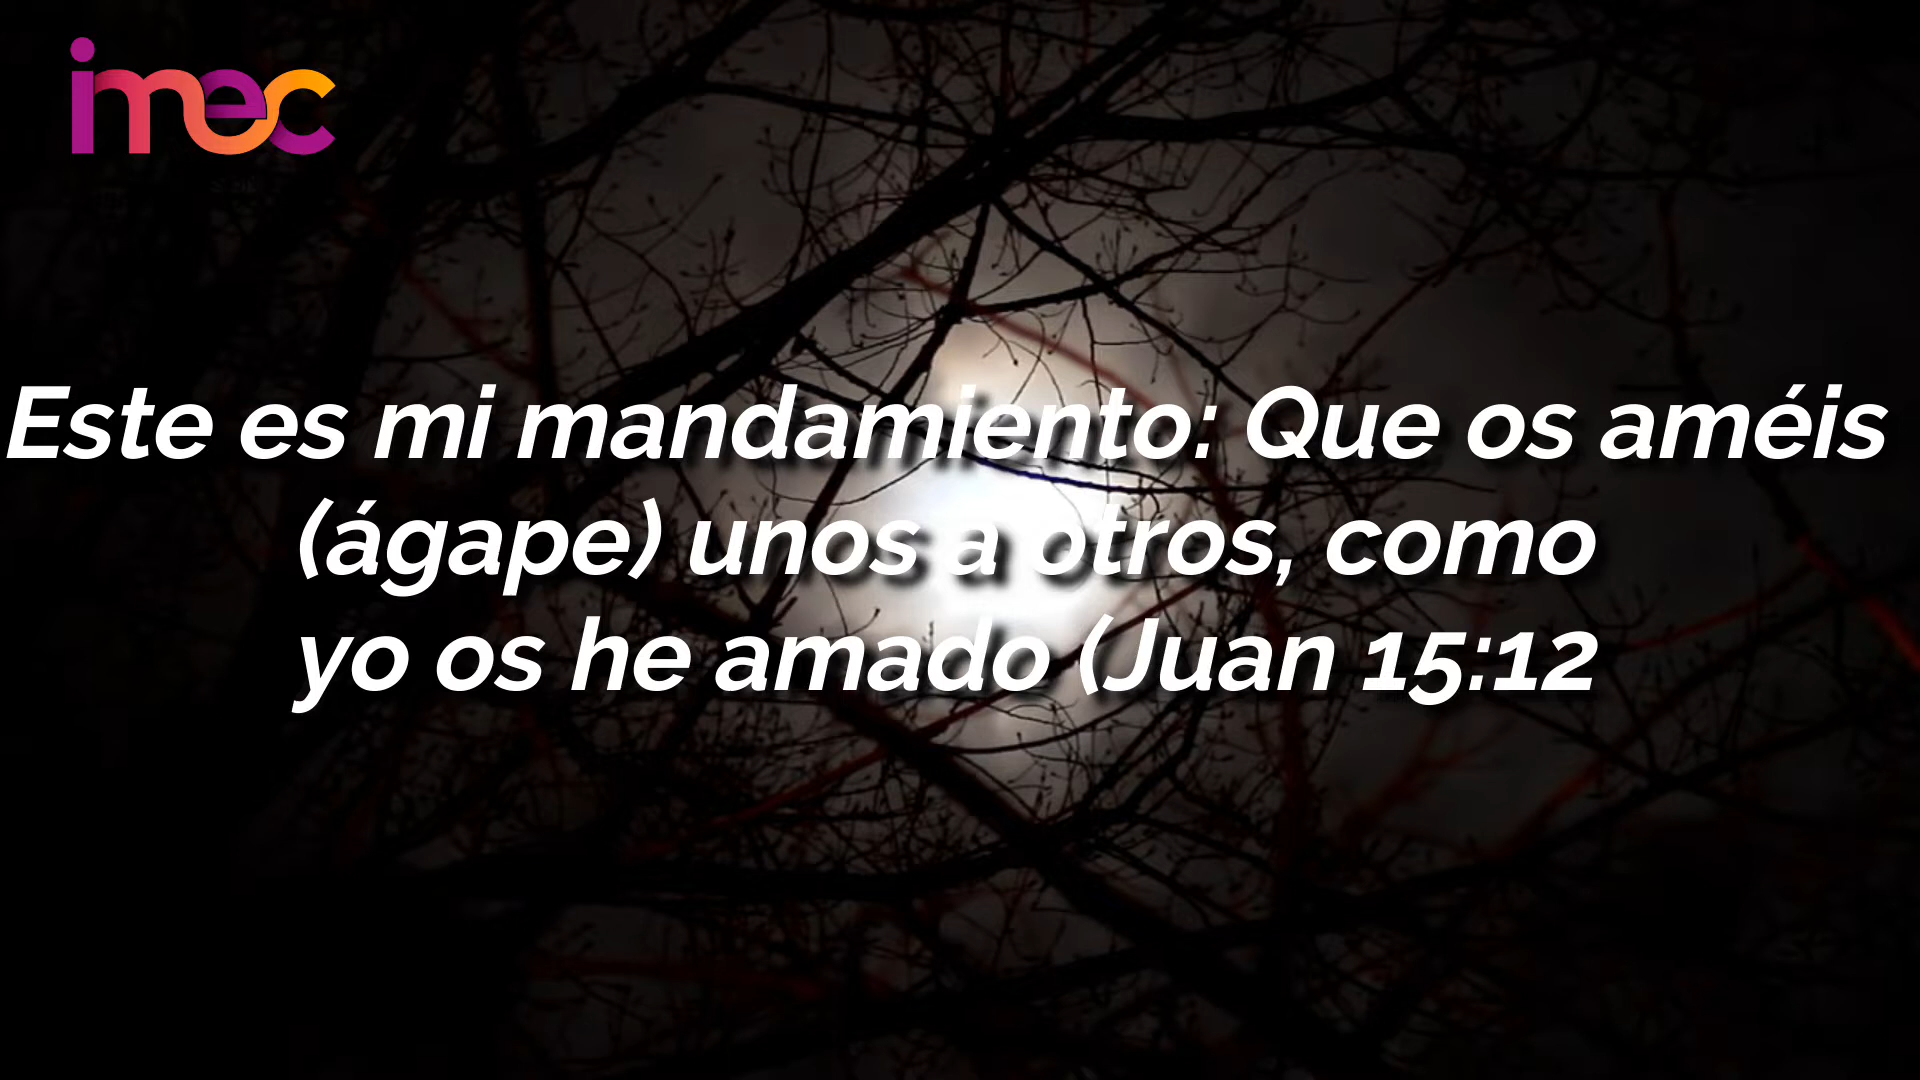 imec
Este es mi mandamiento: Que os améis
(ágape) unos a otros, como
yo os he amado (Juan 15:12